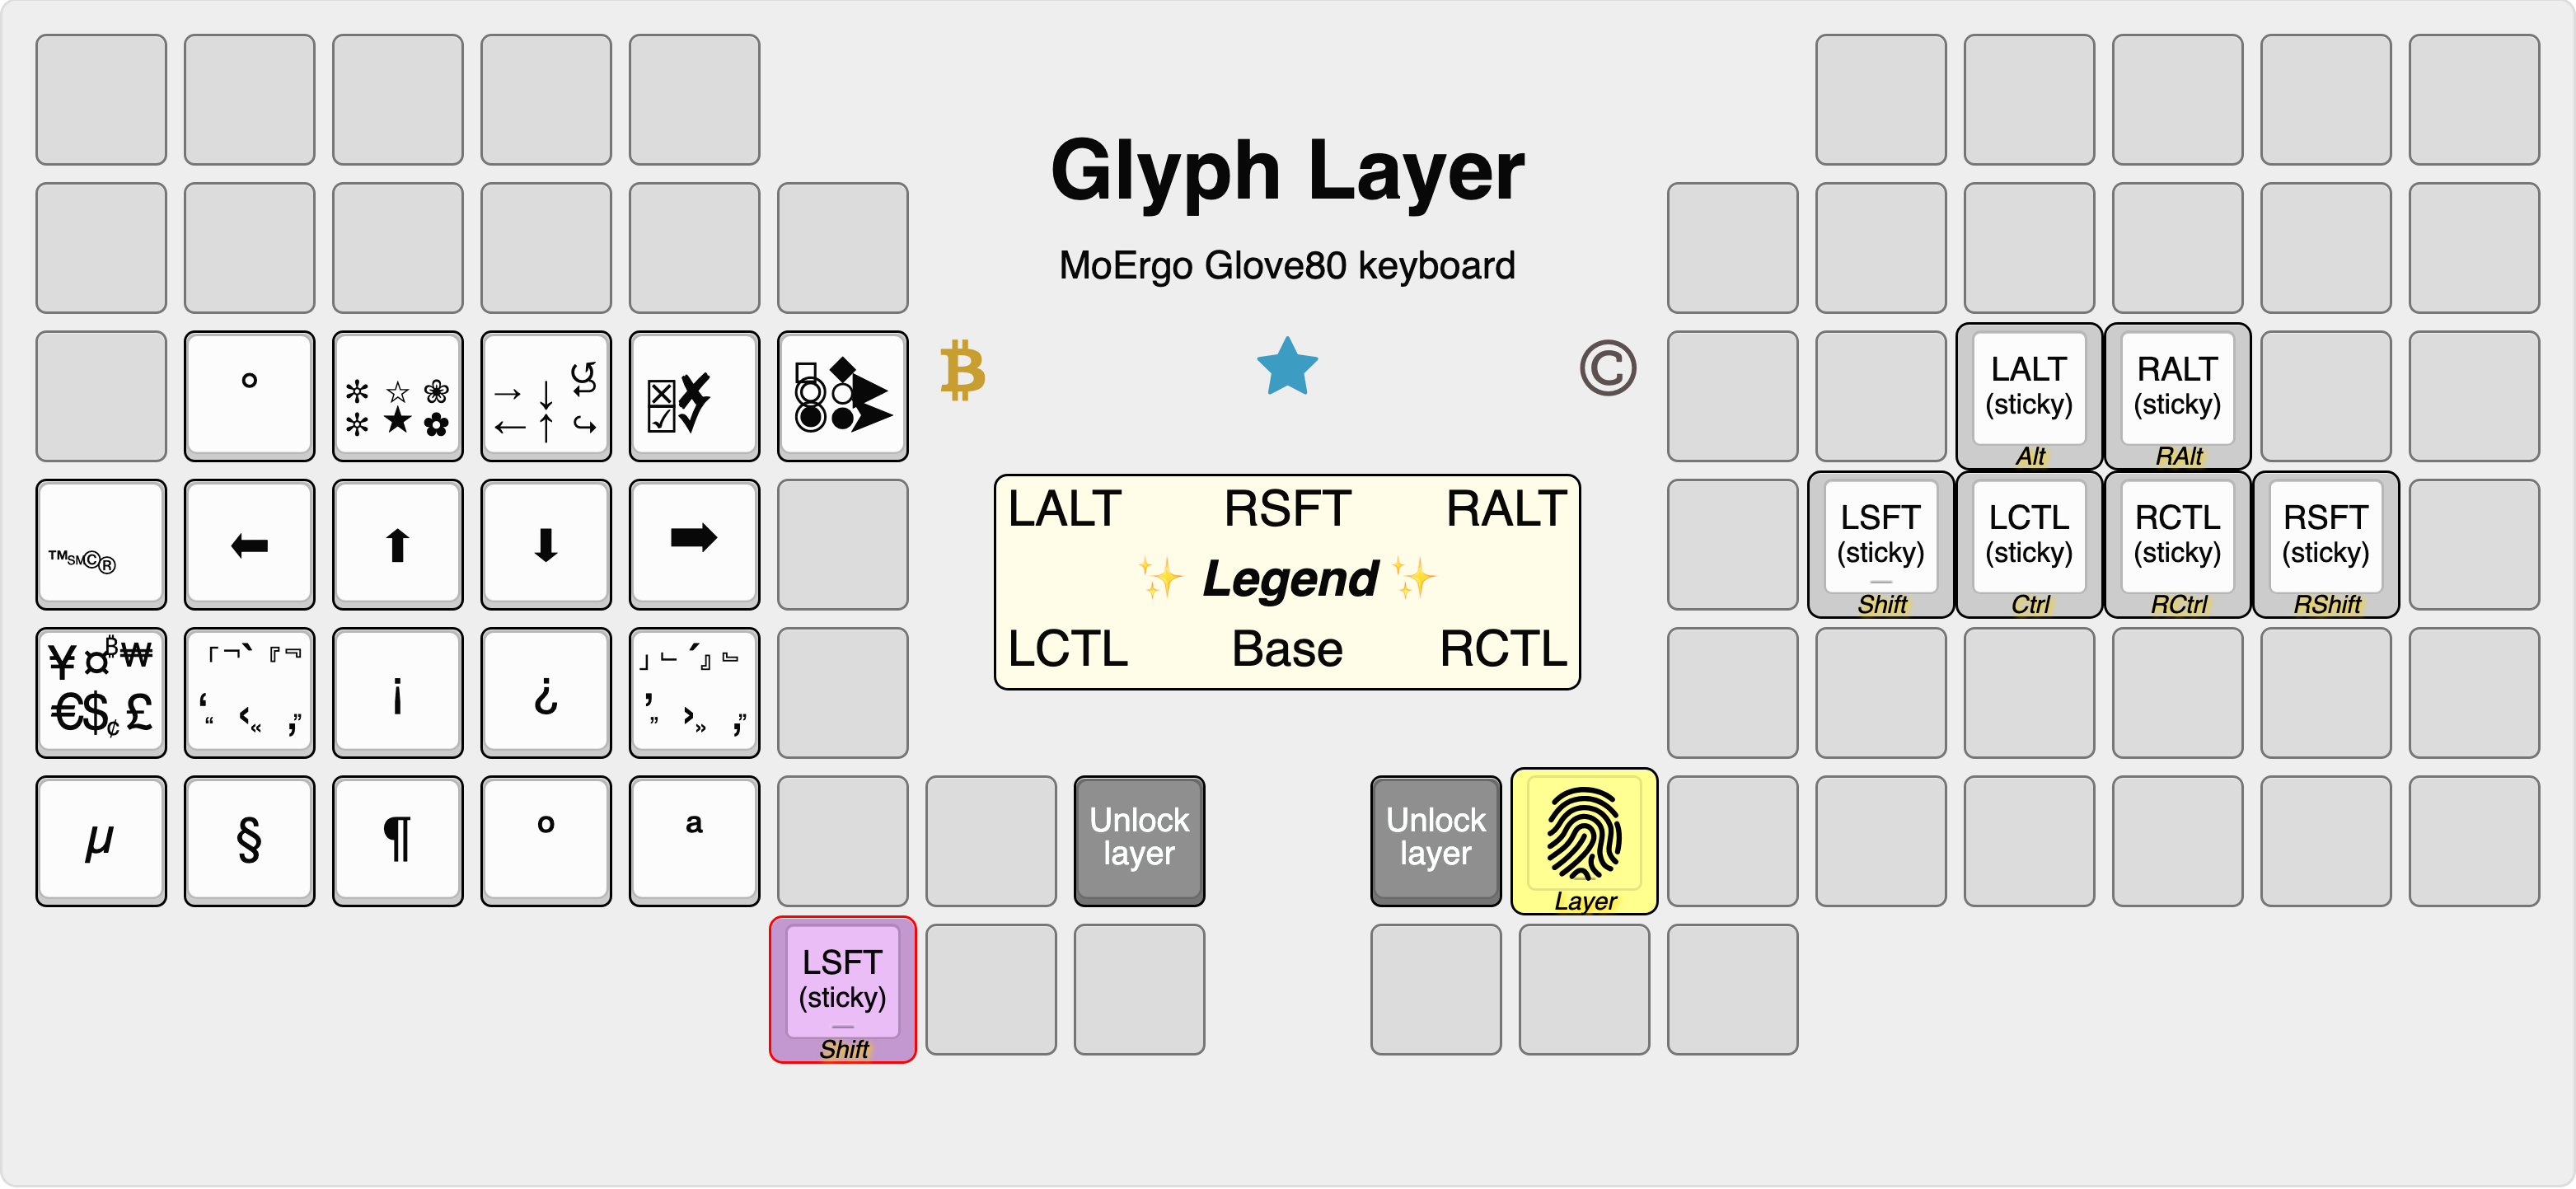 Glyph Layer
MoErgo Glove80 keyboard
°
✼ ☆ ❀
✼ ★ ✿
→ ↓ ↺ ↩
← ↑ ↪
☒ ✘
☑ ✓
□ ◆
◎ ○ ▶
◉ ● ➤
₿ ★ ©
LALT
(sticky)
Alt
RALT
(sticky)
RAlt
™ ℠ © ®
⬅ ⬆ ⬇ ➡
LALT RSFT RALT
✨ Legend ✨
LCTL Base RCTL
LSFT
(sticky)
Shift
LCTL
(sticky)
Ctrl
RCTL
(sticky)
RCtrl
RSFT
(sticky)
RShift
¥ ¤ ₿ ₩
€ $ ¢ £
「 ﹁ ` 『 ﹃
‘ “ ‹ « ‚ ”
¡
¿
」 ﹂ ´ 』 ﹄
’ ” › » ‚ ”
µ § ¶ º ª
Unlock
layer
Unlock
layer
Layer
LSFT
(sticky)
Shift